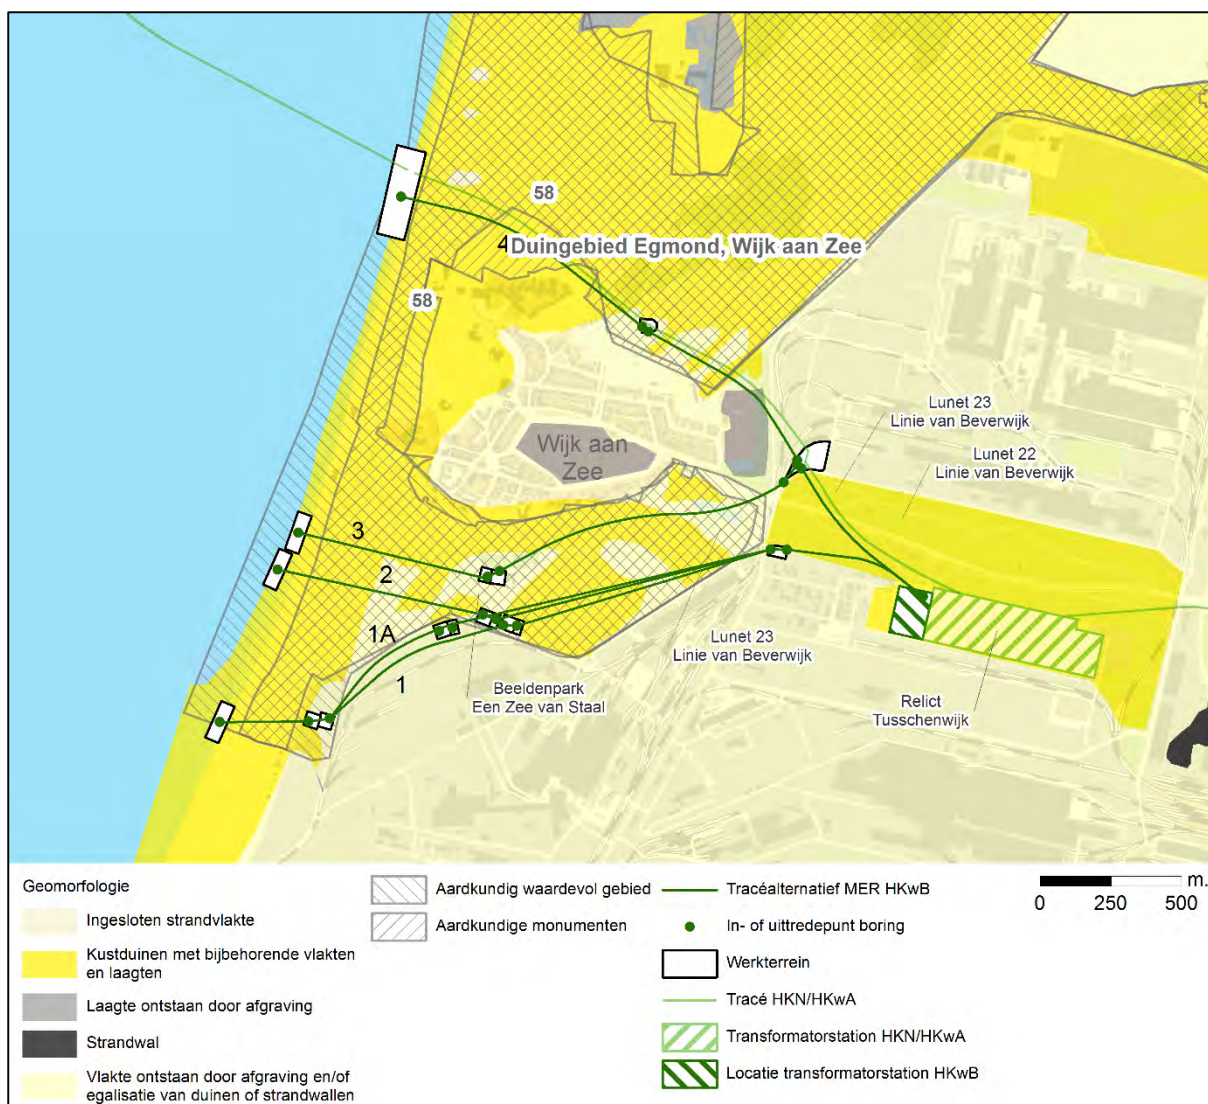 58
4
Duingebied Egmond, Wijk aan Zee
58
Lunet 23
Linie van Beverwijk
Lunet 22
Linie van Beverwijk
Wijk aan
Zee
3
2
1A
1
Lunet 23
Linie van Beverwijk
Beeldenpark
Een Zee van Staal
Relict
Tusschenwijk
Geomorfologie
Ingesloten strandvlakte
Kustduinen met bijbehorende vlakten
en laagten
Laagte ontstaan door afgraving
Strandwal
Vlakte ontstaan door afgraving en/of
egalisatie van duinen of strandwallen
Aardkundig waardevol gebied
Aardkundige monumenten
Tracéalternatief MER HKwB
In- of uittredepunt boring
Werkterrein
Tracé HKN/HKwA
Transformatorstation HKN/HKwA
Locatie transformatorstation HKwB
m.
0 250 500